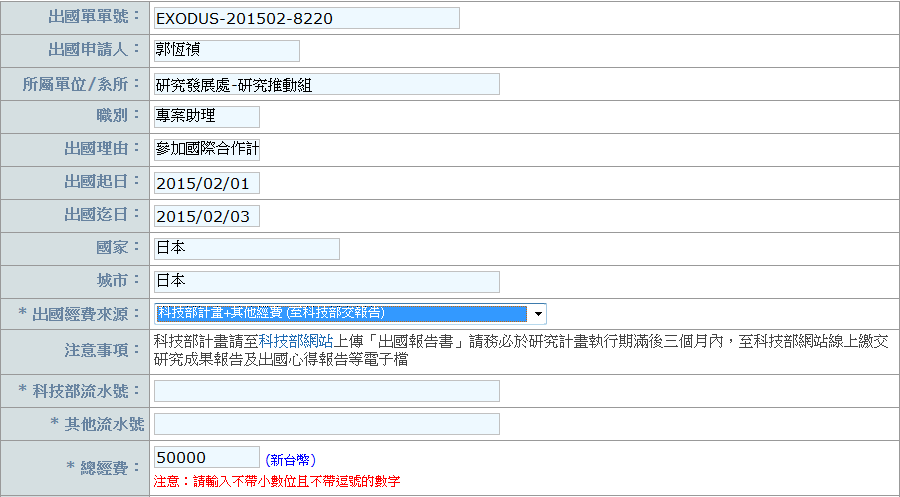 出國單單號： EXODUS-201502-8220
出國申請人： 郭恆禎
所屬單位/系所： 研究發展處-研究推動組
職別： 專案助理
出國理由： 參加國際合作計
出國起日： 2015/02/01
出國迄日： 2015/02/03
國家： 日本
城市： 日本
* 出國經費來源： 科技部計畫+其他經費 (至科技部交報告)
注意事項： 科技部計畫請至科技部網站上傳「出國報告書」請務必於研究計畫執行期滿後三個月內，至科技部網站線上繳交
研究成果報告及出國心得報告等電子檔
* 科技部流水號：
* 其他流水號
* 總經費： 50000 (新台幣)
注意：請輸入不帶小數位且不帶逗號的數字